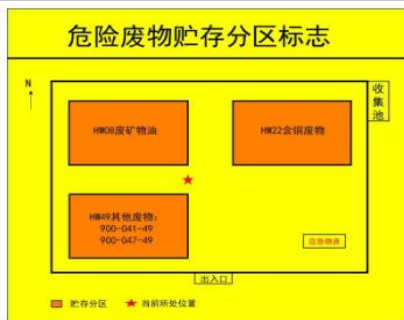 危险废物贮存分区标志
N
收集池
HW08废矿物油
HW22含铜废物
HW49其他废物：
900-041-49
900-047-49
应急物资
出入口
贮存分区
当前所处位置